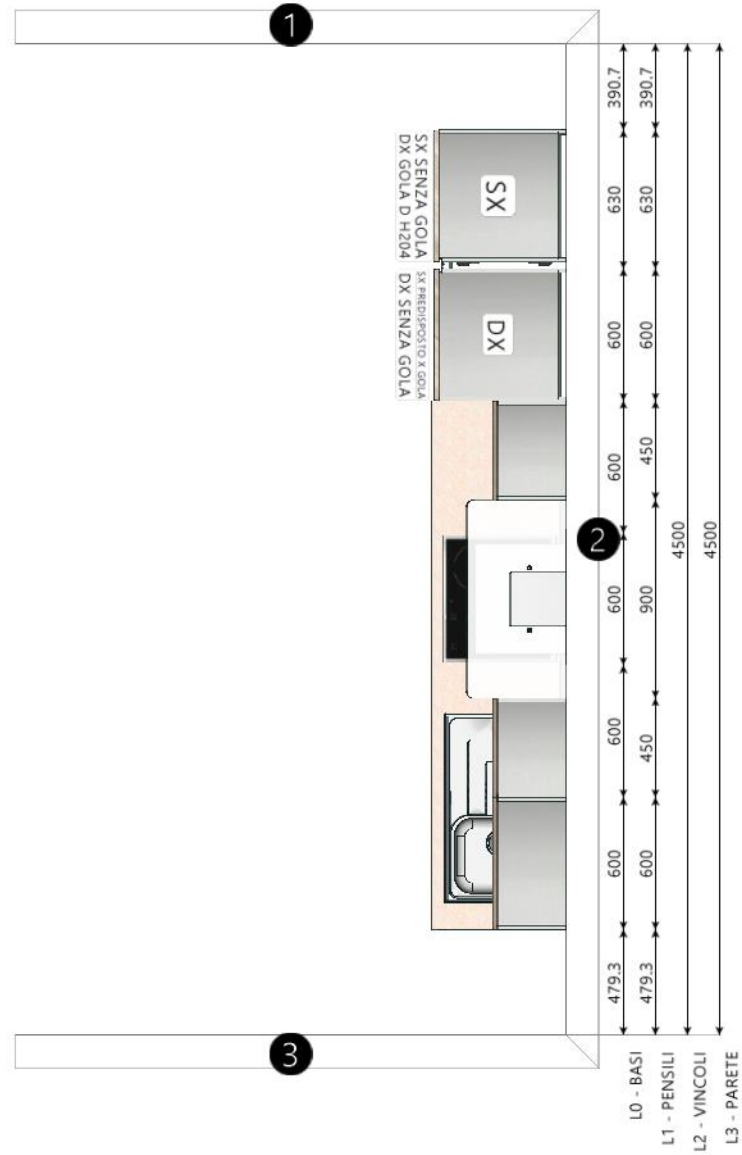 1
SX SENZA GOLA
DX GOLA D H204
SX
SX PREDISPOSTO X GOLA
DX SENZA GOLA
DX
2
3
390.7
630
600
600
600
600
600
479.3
L0 - BASI
390.7
630
600
450
900
450
600
479.3
L1 - PENSILI
4500
L2 - VINCOLI
4500
L3 - PARETE